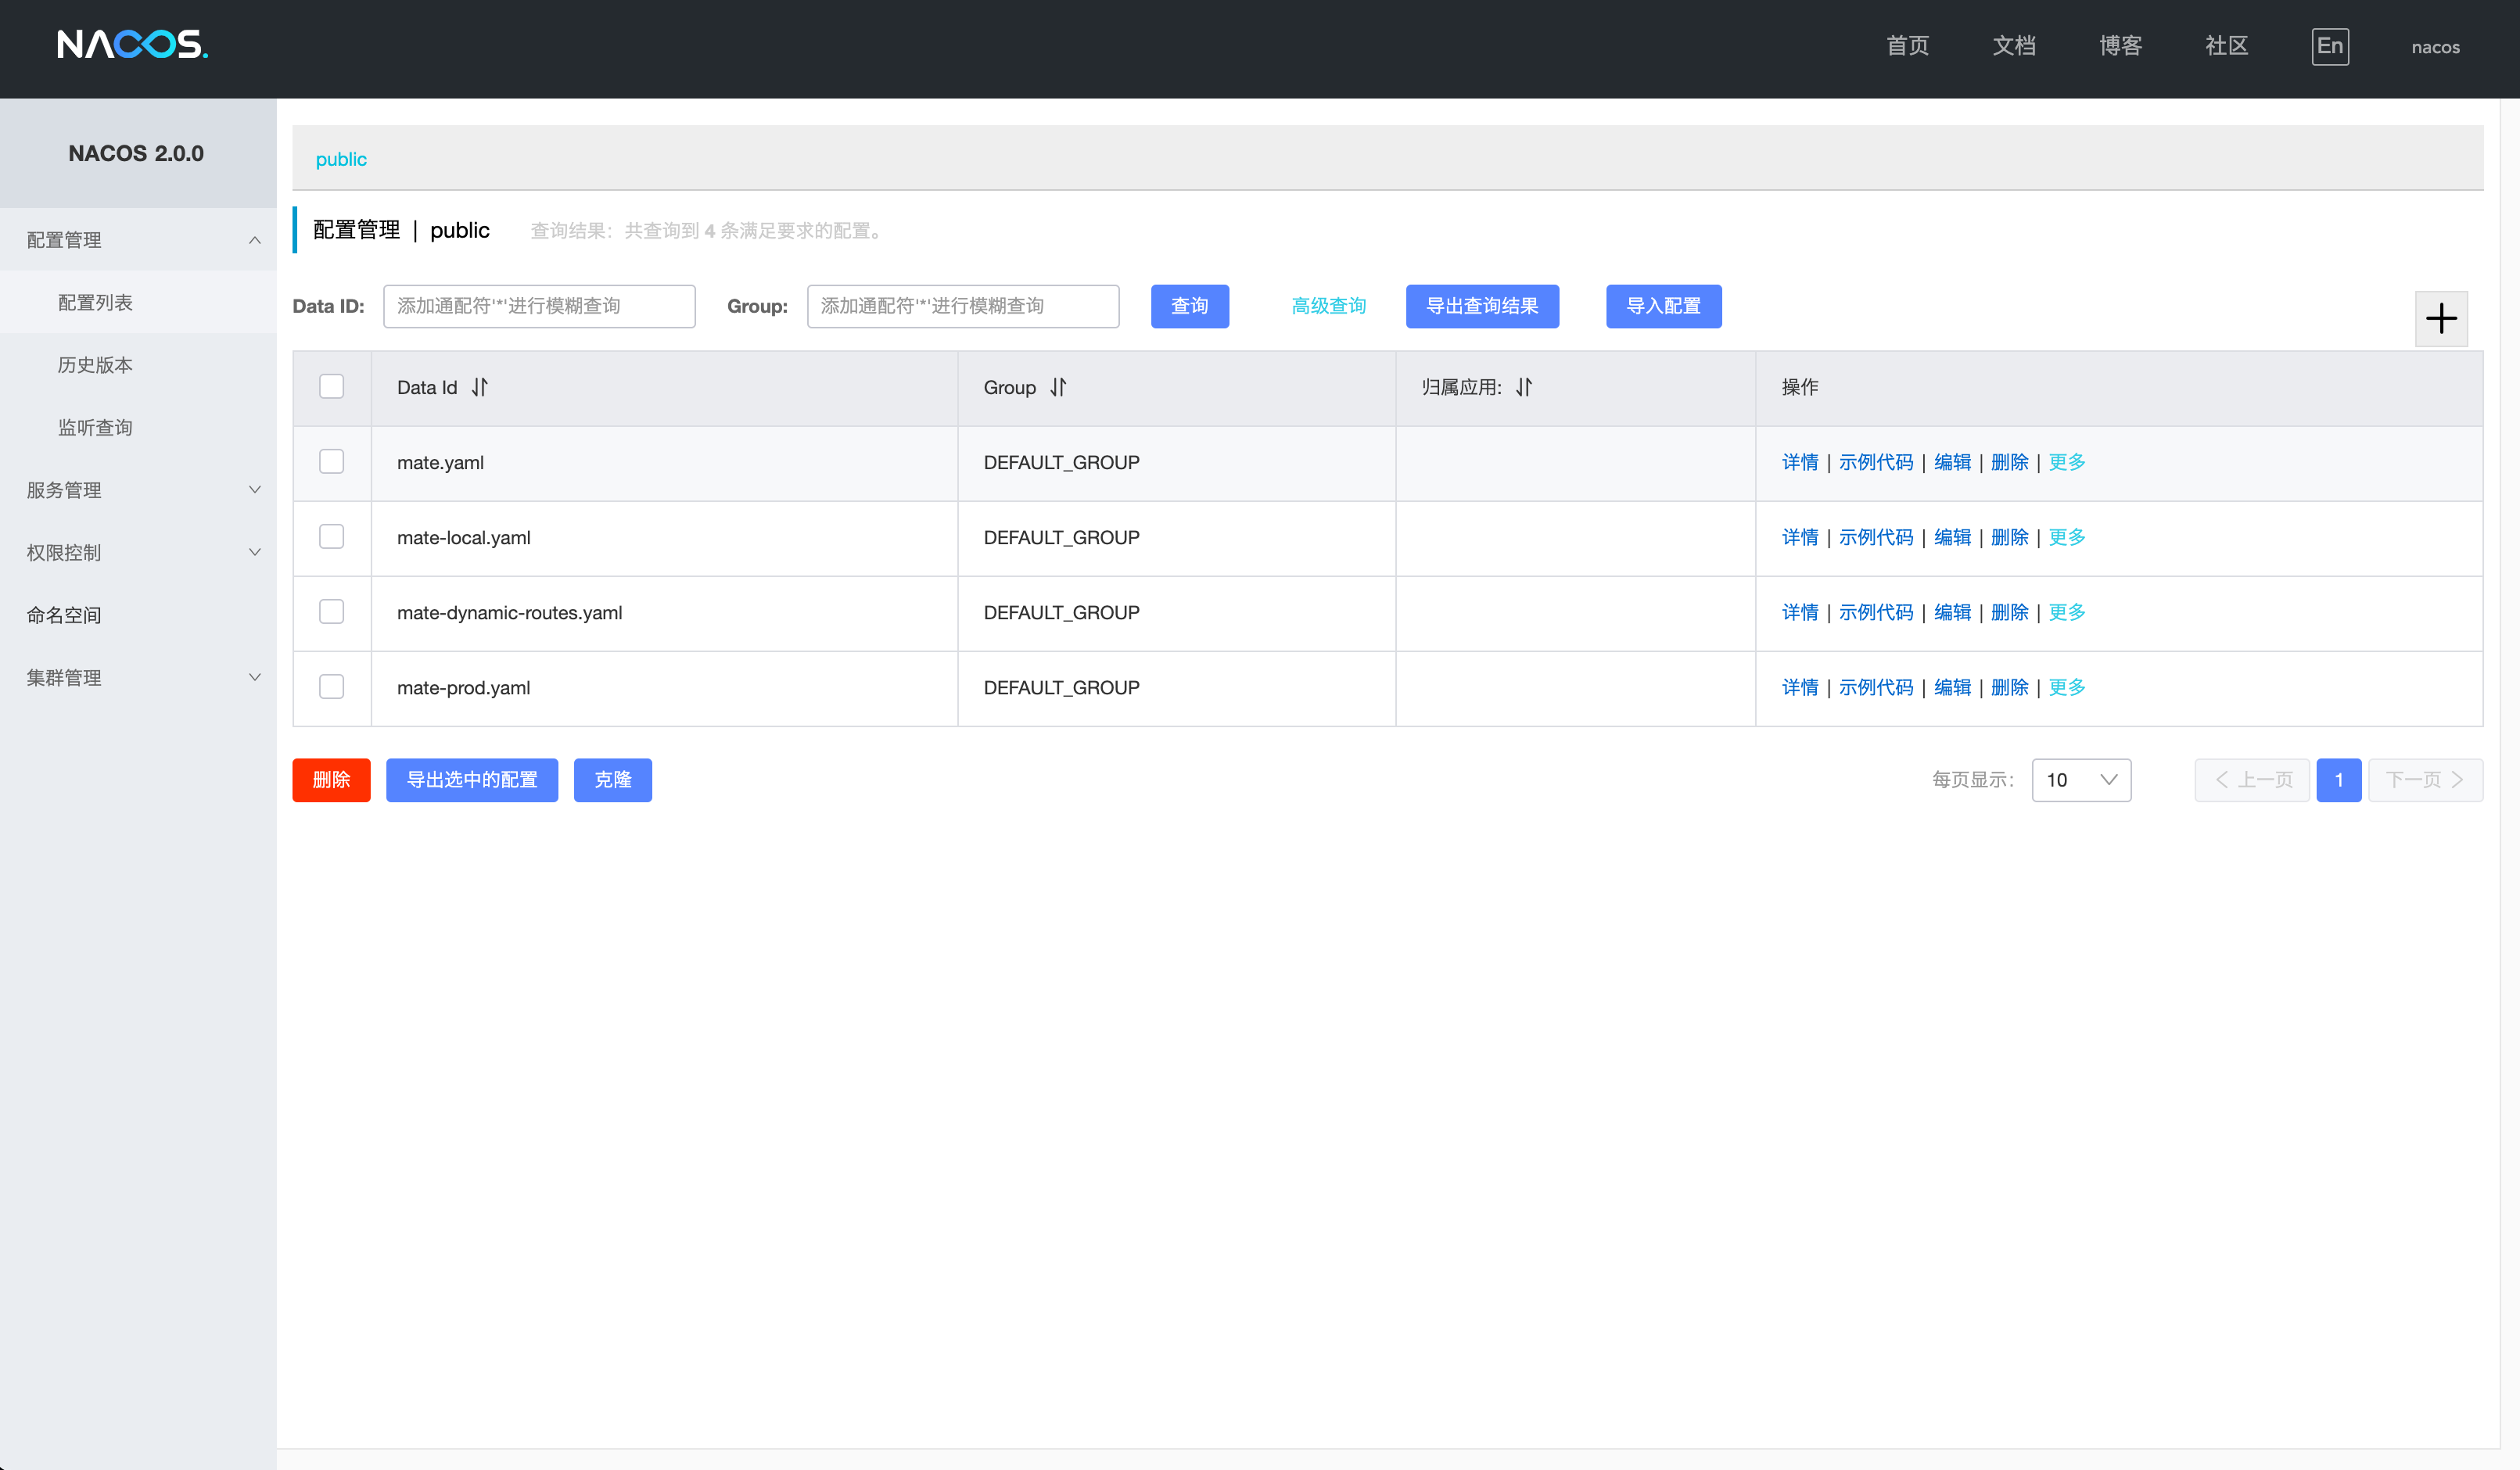 NACOS.
首页 文档 博客 社区 En nacos
NACOS 2.0.0
配置管理
配置列表
历史版本
监听查询
服务管理
权限控制
命名空间
集群管理
public
配置管理 | public 查询结果：共查询到 4 条满足要求的配置。
Data ID: 添加通配符'*'进行模糊查询 Group: 添加通配符'*'进行模糊查询 查询 高级查询 导出查询结果 导入配置
Data Id Group 归属应用: 操作
mate.yaml DEFAULT_GROUP 详情 | 示例代码 | 编辑 | 删除 | 更多
mate-local.yaml DEFAULT_GROUP 详情 | 示例代码 | 编辑 | 删除 | 更多
mate-dynamic-routes.yaml DEFAULT_GROUP 详情 | 示例代码 | 编辑 | 删除 | 更多
mate-prod.yaml DEFAULT_GROUP 详情 | 示例代码 | 编辑 | 删除 | 更多
删除 导出选中的配置 克隆 每页显示: 10 上一页 1 下一页